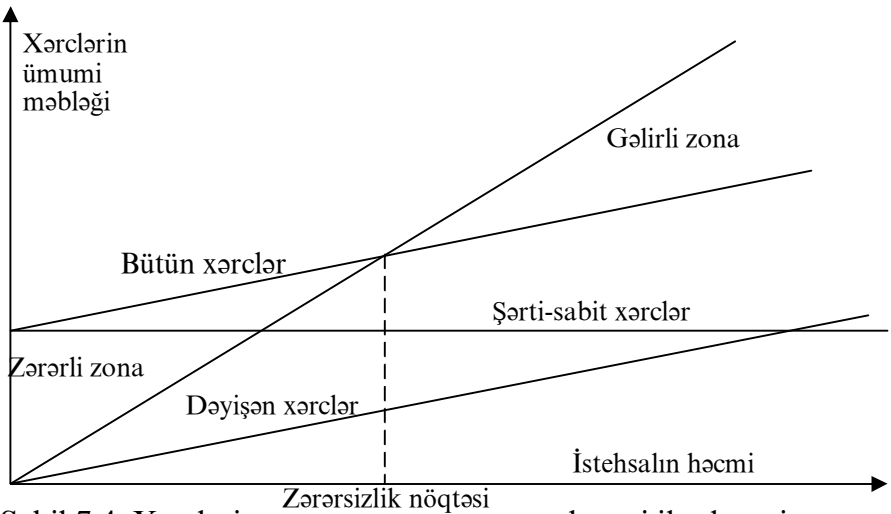 Xərclərin
ümumi
məbləği
Gəlirli zona
Bütün xərclər
Şərti-sabit xərclər
Zərərli zona
Dəyişən xərclər
İstehsalın həcmi
Zərərsizlik nöqtəsi